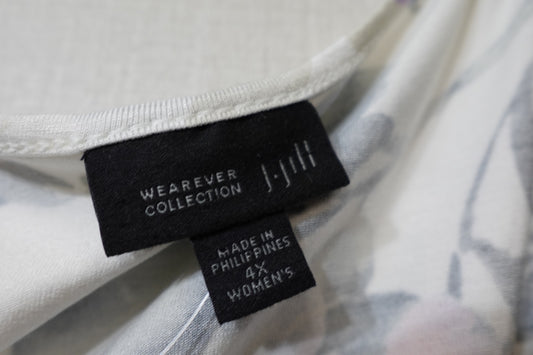 WEAREVER
COLLECTION
J.Jill
MADE IN
PHILIPPINES
4X
WOMEN'S